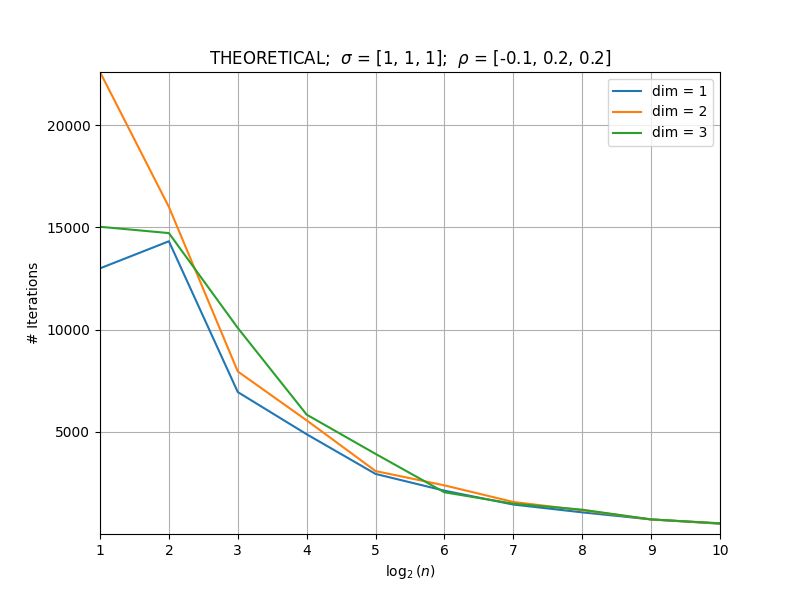 THEORETICAL; σ = [1, 1, 1]; ρ = [-0.1, 0.2, 0.2]
dim = 1
dim = 2
dim = 3
20000
15000
10000
5000
# Iterations
1 2 3 4 5 6 7 8 9 10
log₂(n)